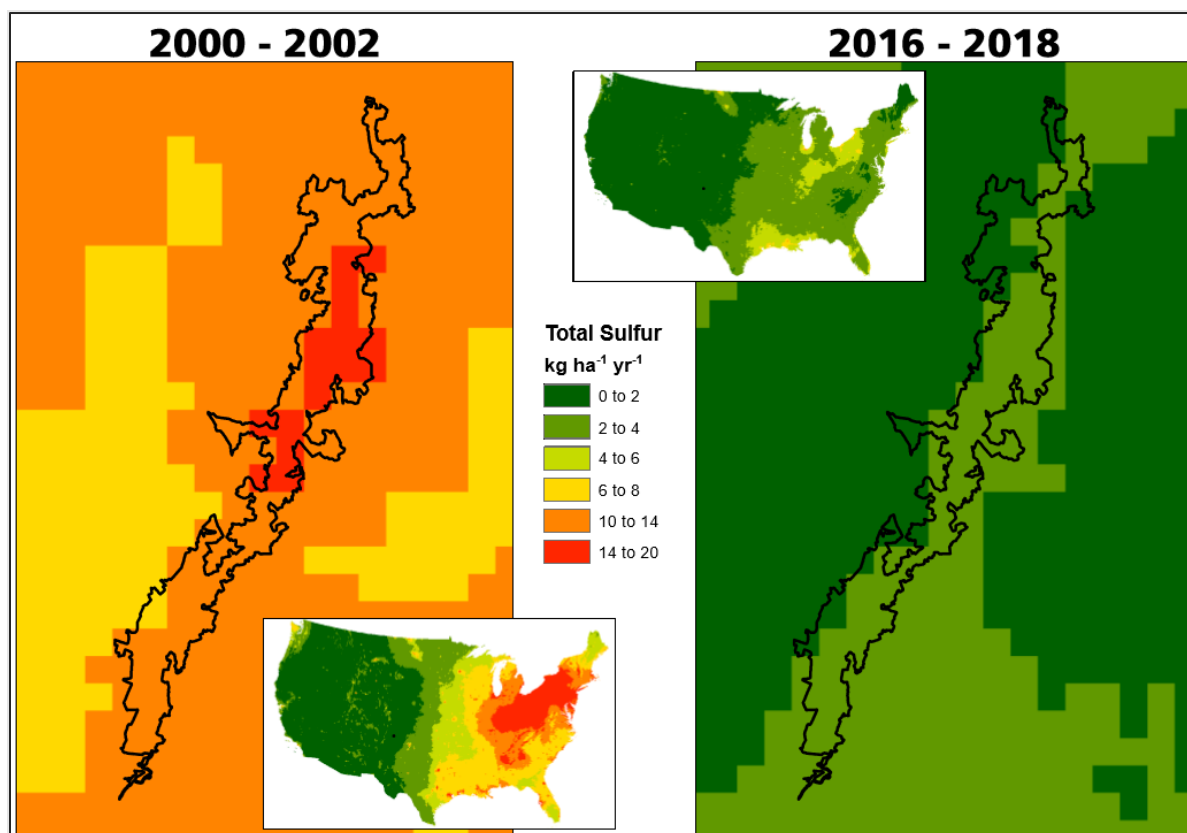 2000 - 2002
2016 - 2018
Total Sulfur
kg ha⁻¹ yr⁻¹
0 to 2
2 to 4
4 to 6
6 to 8
10 to 14
14 to 20